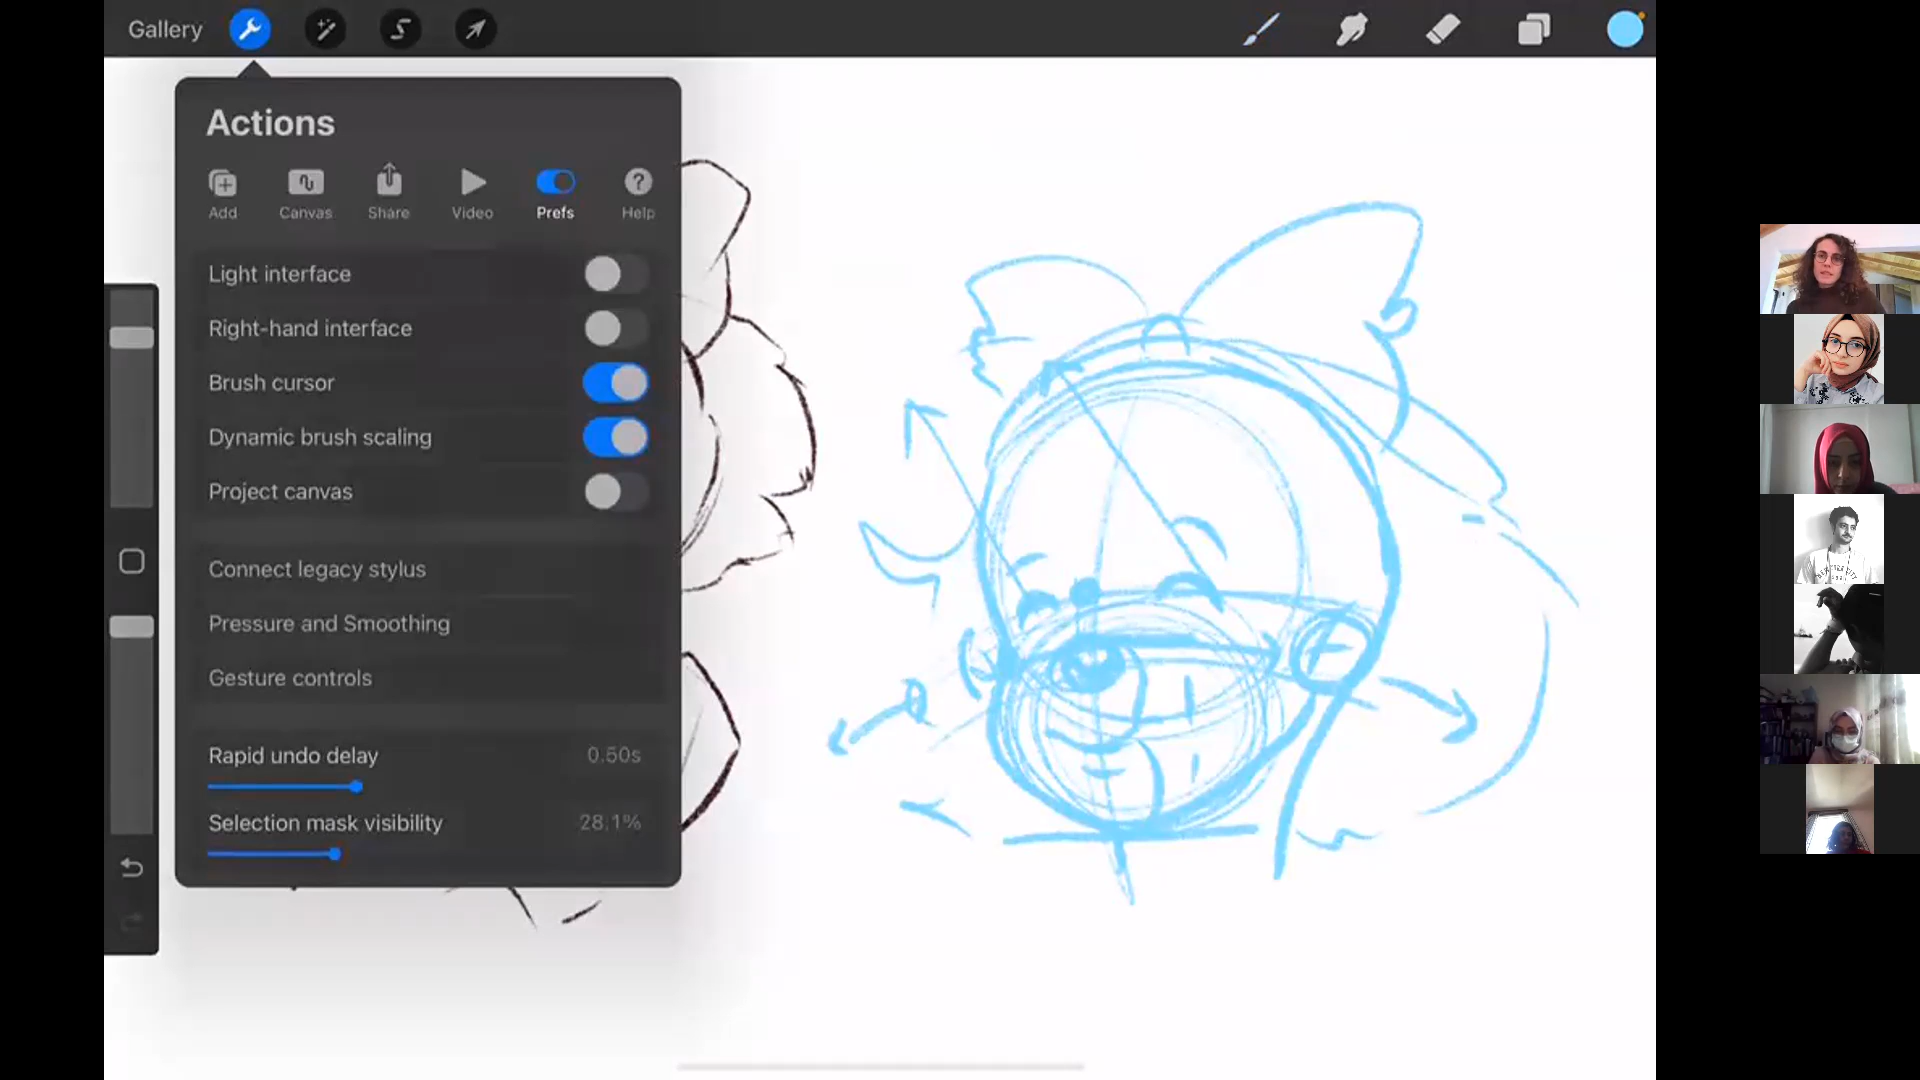 Gallery
Actions
Add Canvas Share Video Prefs Help
Light interface
Right-hand interface
Brush cursor
Dynamic brush scaling
Project canvas
Connect legacy stylus
Pressure and Smoothing
Gesture controls
Rapid undo delay 0.50s
Selection mask visibility 28.1%